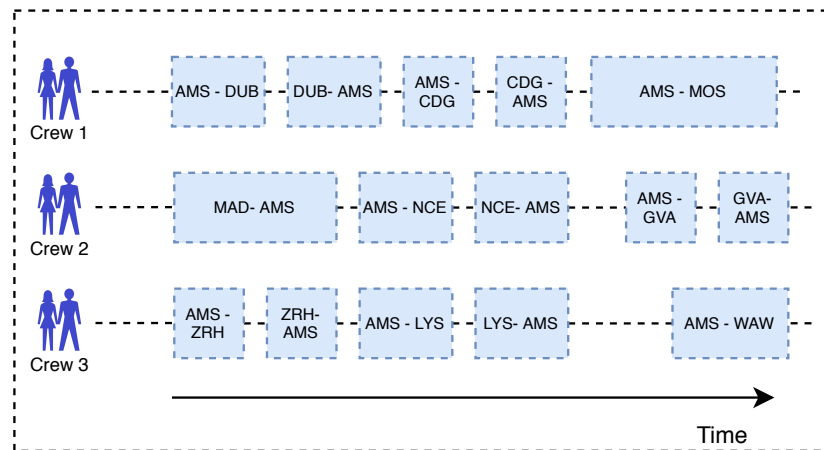 AMS - DUB
DUB- AMS
AMS -
CDG
CDG -
AMS
AMS - MOS
Crew 1
MAD- AMS
AMS - NCE
NCE- AMS
AMS -
GVA
GVA-
AMS
Crew 2
AMS -
ZRH
ZRH-
AMS
AMS - LYS
LYS- AMS
AMS - WAW
Crew 3
Time